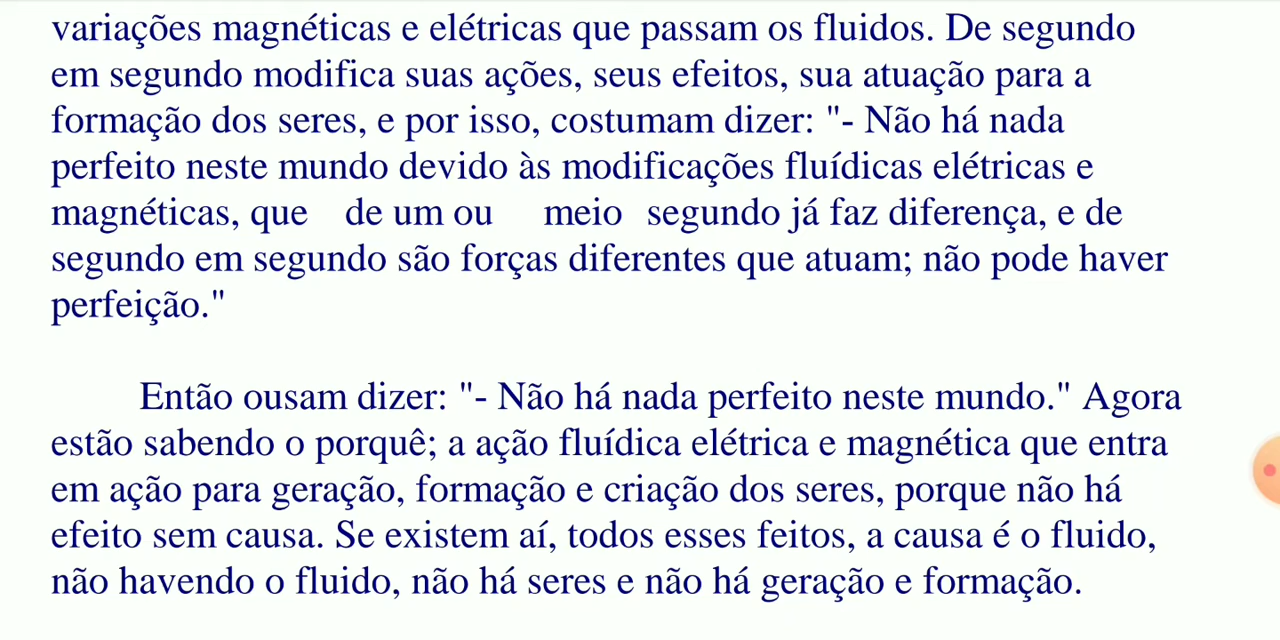 variações magnéticas e elétricas que passam os fluidos. De segundo
em segundo modifica suas ações, seus efeitos, sua atuação para a
formação dos seres, e por isso, costumam dizer: "- Não há nada
perfeito neste mundo devido às modificações fluídicas elétricas e
magnéticas, que de um ou meio segundo já faz diferença, e de
segundo em segundo são forças diferentes que atuam; não pode haver
perfeição."
Então ousam dizer: "- Não há nada perfeito neste mundo." Agora
estão sabendo o porquê; a ação fluídica elétrica e magnética que entra
em ação para geração, formação e criação dos seres, porque não há
efeito sem causa. Se existem aí, todos esses feitos, a causa é o fluido,
não havendo o fluido, não há seres e não há geração e formação.